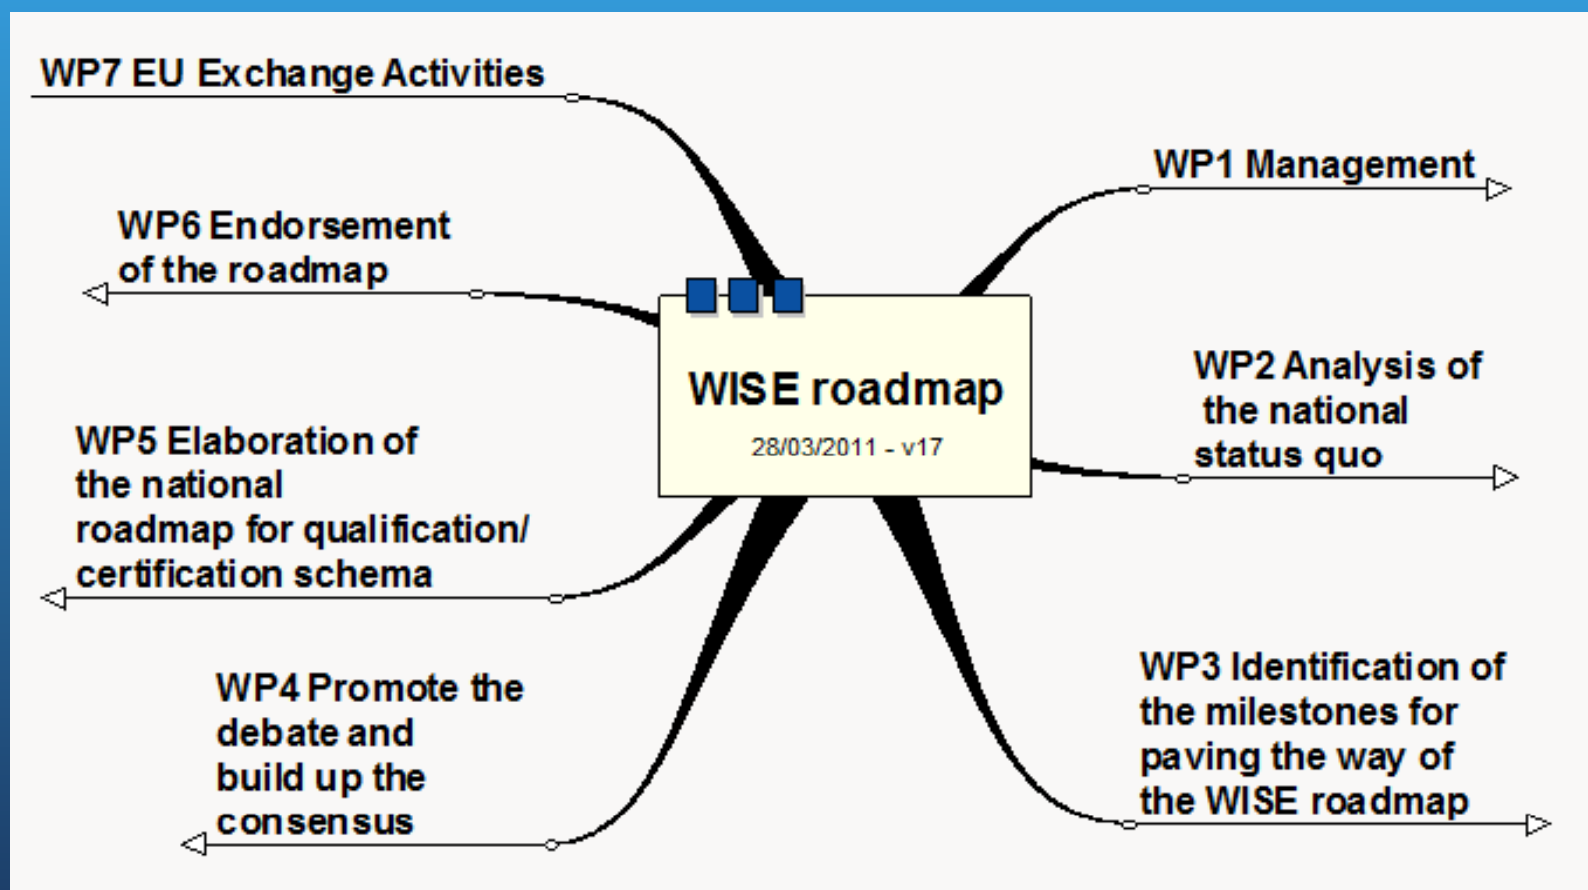 WP7 EU Exchange Activities
WP1 Management
WP6 Endorsement
of the roadmap
WISE roadmap
28/03/2011 - v17
WP2 Analysis of
the national
status quo
WP5 Elaboration of
the national
roadmap for qualification/
certification schema
WP4 Promote the
debate and
build up the
consensus
WP3 Identification of
the milestones for
paving the way of
the WISE roadmap